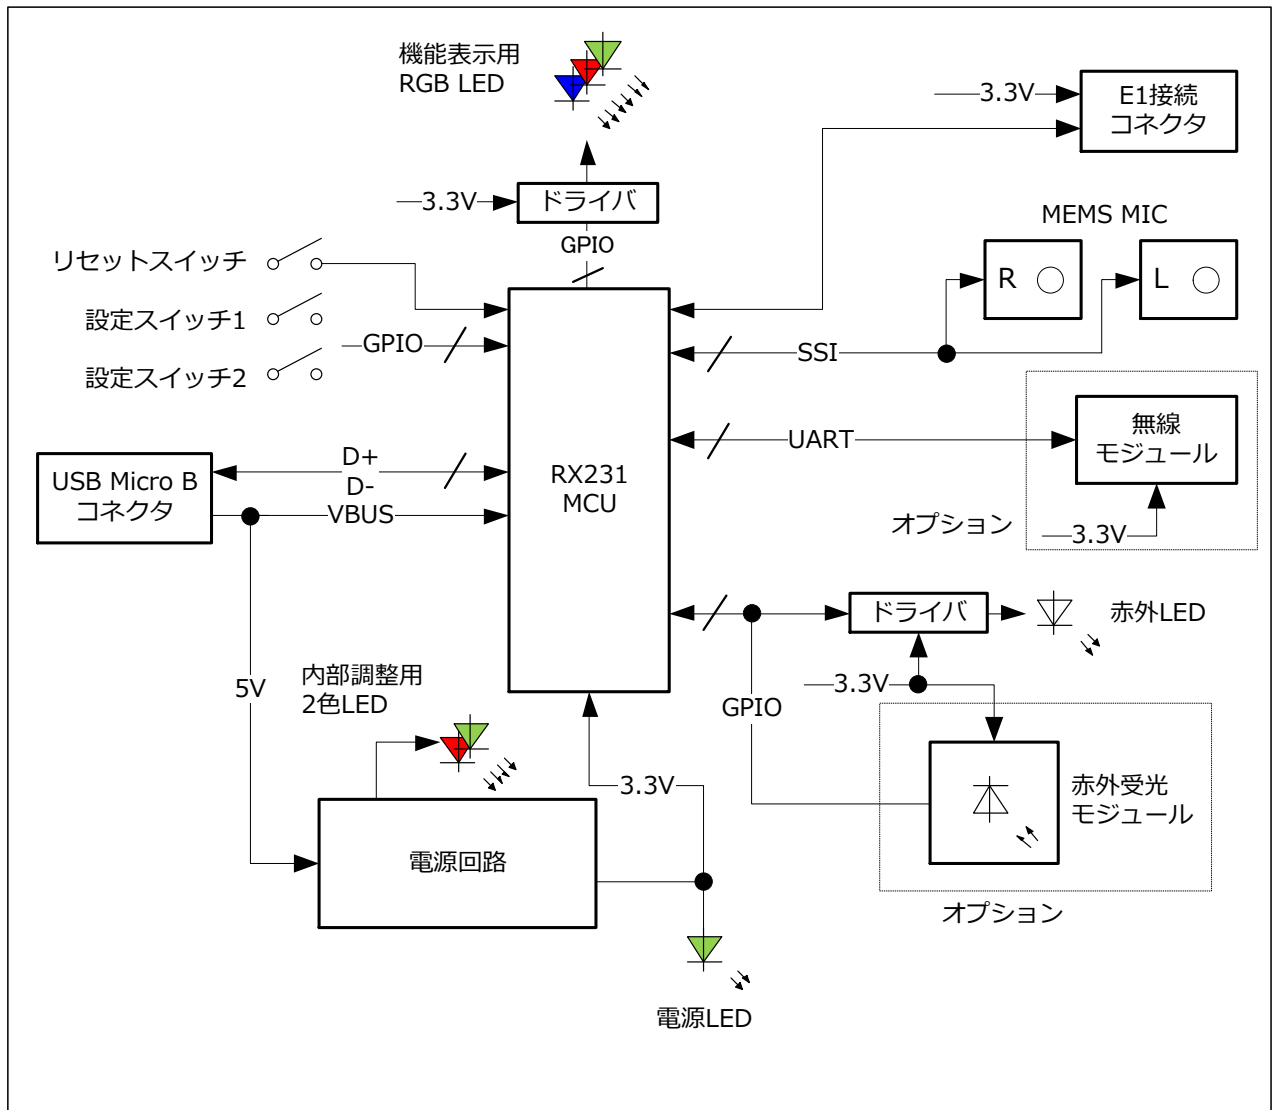 機能表示用
RGB LED
3.3V
E1接続
コネクタ
3.3V
ドライバ
MEMS MIC
GPIO
リセットスイッチ
R
L
設定スイッチ1
GPIO
SSI
設定スイッチ2
無線
モジュール
UART
D+
D-
USB Micro B
コネクタ
RX231
MCU
VBUS
オプション
3.3V
ドライバ
赤外LED
内部調整用
2色LED
5V
3.3V
GPIO
3.3V
赤外受光
モジュール
電源回路
オプション
電源LED